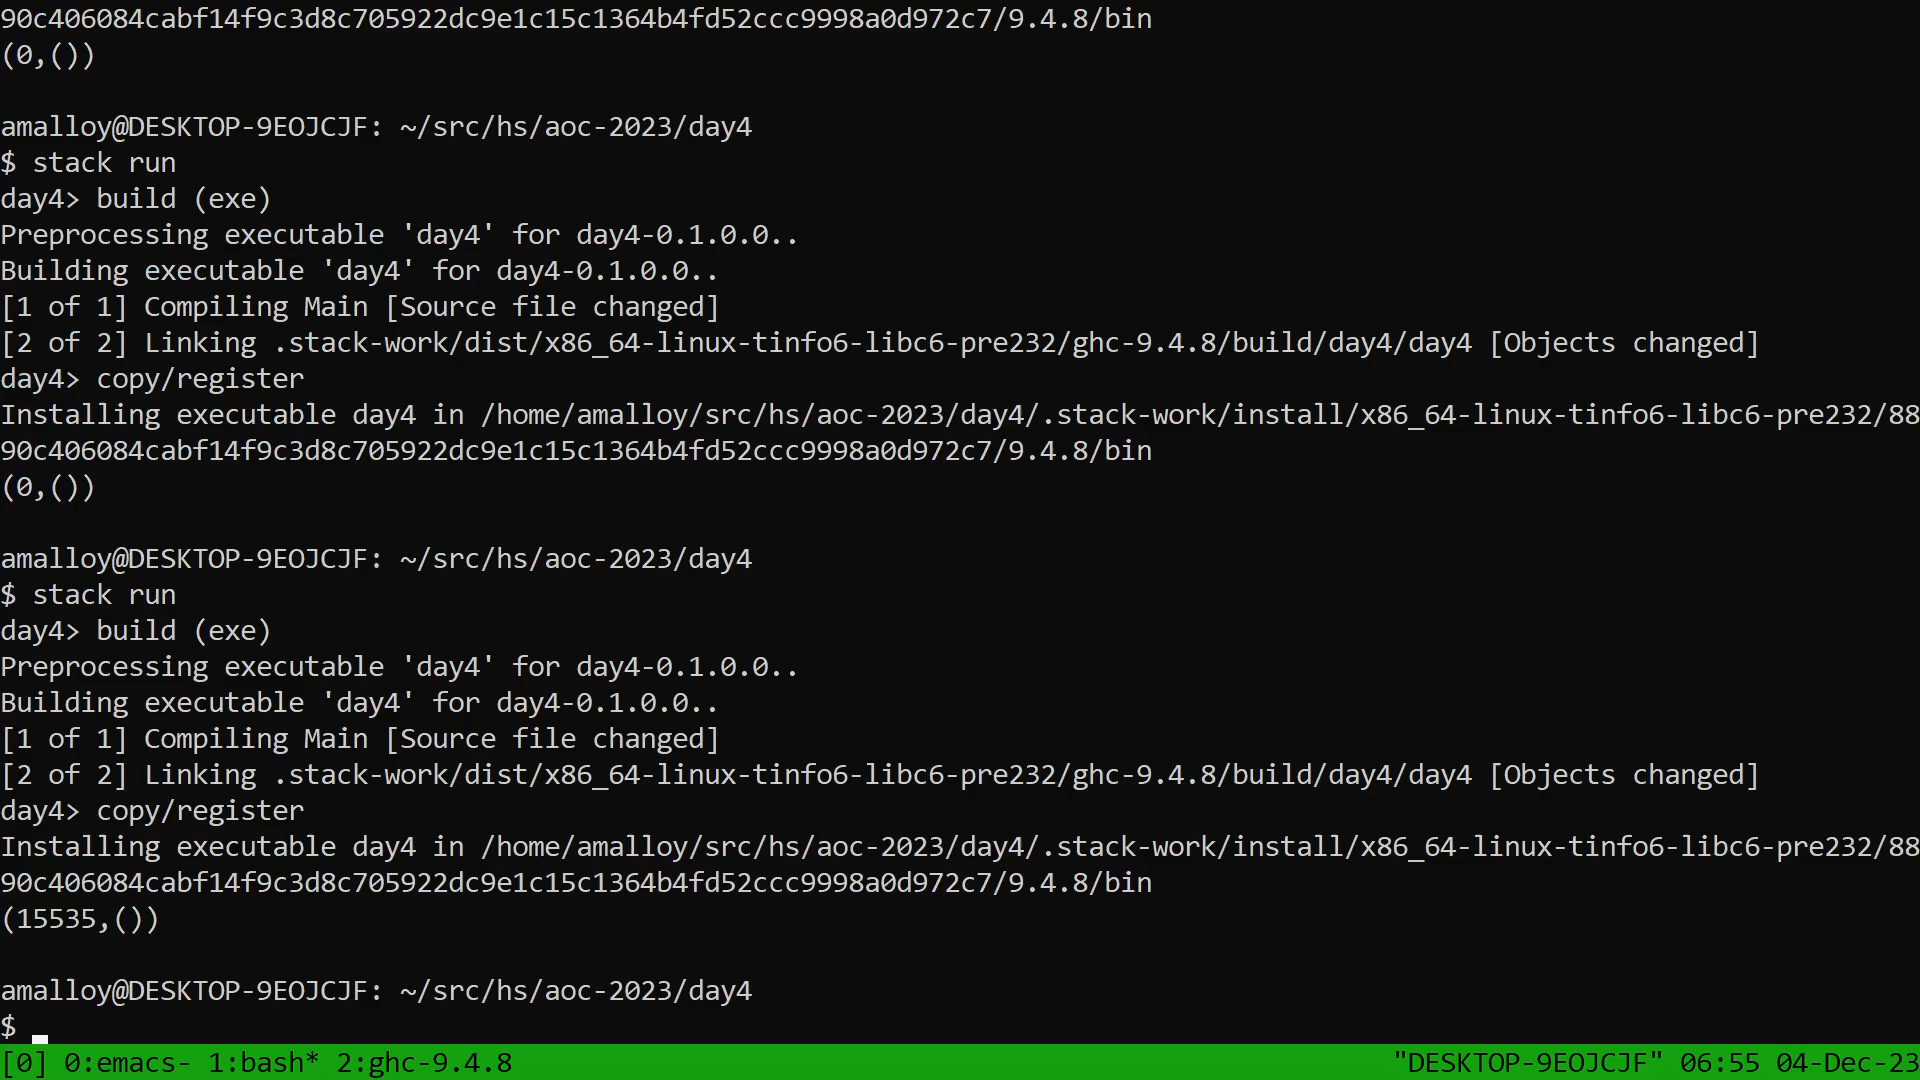 90c406084cabf14f9c3d8c705922dc9e1c15c1364b4fd52ccc9998a0d972c7/9.4.8/bin
(0,())
amalloy@DESKTOP-9EOJCJF: ~/src/hs/aoc-2023/day4
$ stack run
day4> build (exe)
Preprocessing executable 'day4' for day4-0.1.0.0..
Building executable 'day4' for day4-0.1.0.0..
[1 of 1] Compiling Main [Source file changed]
[2 of 2] Linking .stack-work/dist/x86_64-linux-tinfo6-libc6-pre232/ghc-9.4.8/build/day4/day4 [Objects changed]
day4> copy/register
Installing executable day4 in /home/amalloy/src/hs/aoc-2023/day4/.stack-work/install/x86_64-linux-tinfo6-libc6-pre232/88
90c406084cabf14f9c3d8c705922dc9e1c15c1364b4fd52ccc9998a0d972c7/9.4.8/bin
(0,())
amalloy@DESKTOP-9EOJCJF: ~/src/hs/aoc-2023/day4
$ stack run
day4> build (exe)
Preprocessing executable 'day4' for day4-0.1.0.0..
Building executable 'day4' for day4-0.1.0.0..
[1 of 1] Compiling Main [Source file changed]
[2 of 2] Linking .stack-work/dist/x86_64-linux-tinfo6-libc6-pre232/ghc-9.4.8/build/day4/day4 [Objects changed]
day4> copy/register
Installing executable day4 in /home/amalloy/src/hs/aoc-2023/day4/.stack-work/install/x86_64-linux-tinfo6-libc6-pre232/88
90c406084cabf14f9c3d8c705922dc9e1c15c1364b4fd52ccc9998a0d972c7/9.4.8/bin
(15535,())
amalloy@DESKTOP-9EOJCJF: ~/src/hs/aoc-2023/day4
$
[0] 0:emacs- 1:bash* 2:ghc-9.4.8 "DESKTOP-9EOJCJF" 06:55 04-Dec-23